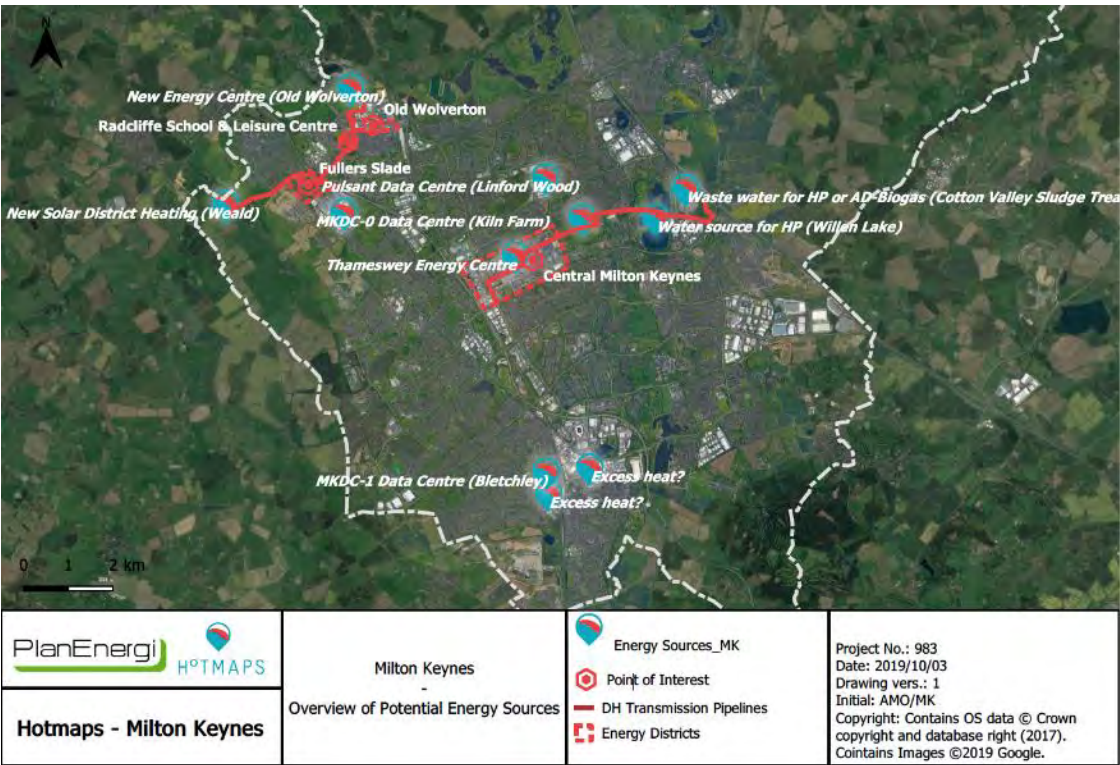 N
New Energy Centre (Old Wolverton)
Old Wolverton
Radcliffe School & Leisure Centre
Fullers Slade
Pulsant Data Centre (Linford Wood)
Waste water for HP or AD-Biogas (Cotton Valley Sludge Trea
New Solar District Heating (Weald)
MKDC-0 Data Centre (Kiln Farm)
Water source for HP (Willen Lake)
Thameswey Energy Centre
Central Milton Keynes
MKDC-1 Data Centre (Bletchley)
Excess heat?
Excess heat?
0 1 2 km
PlanEnergi
HOTMAPS
Hotmaps - Milton Keynes
Milton Keynes
-
Overview of Potential Energy Sources
Energy Sources_MK
Point of Interest
DH Transmission Pipelines
Energy Districts
Project No.: 983
Date: 2019/10/03
Drawing vers.: 1
Initial: AMO/MK
Copyright: Contains OS data © Crown
copyright and database right (2017).
Cointains Images ©2019 Google.